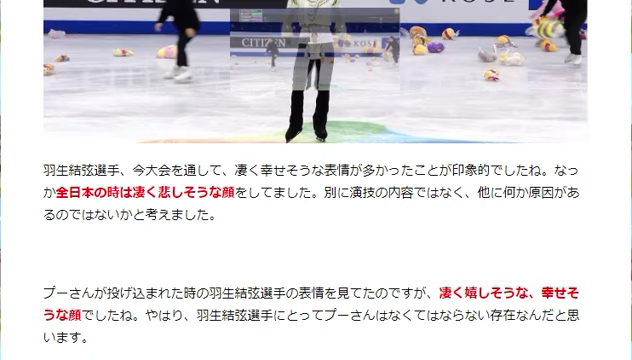 CITIZEN
KOSÉ
CITIZEN
KOSÉ
羽生結弦選手、今大会を通して、凄く幸せそうな表情が多かったことが印象的でしたね。なっ
か全日本の時は凄く悲しそうな顔をしてました。別に演技の内容ではなく、他に何か原因があ
るのではないかと考えました。
プーさんが投げ込まれた時の羽生結弦選手の表情を見てたのですが、凄く嬉しそうな、幸せそ
うな顔でしたね。やはり、羽生結弦選手にとってプーさんはなくてはならない存在なんだと思
います。